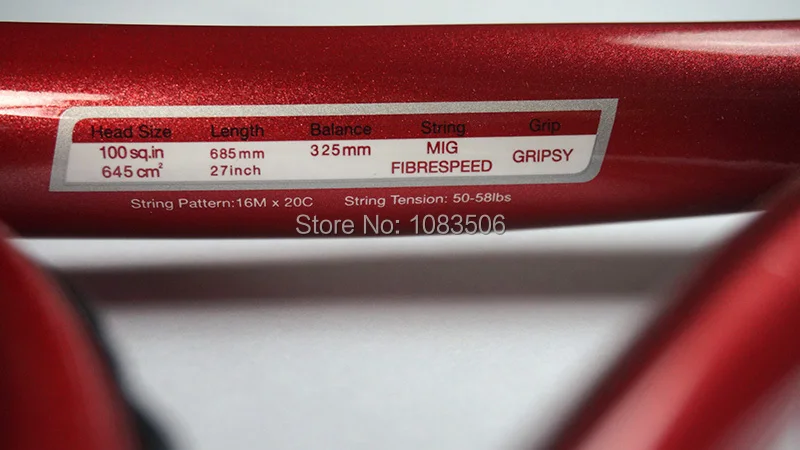 Head Size Length Balance String Grip
100 sq.in 685mm 325mm MIG GRIPSY
645 cm² 27inch FIBRESPEED
String Pattern:16M x 20C String Tension: 50-58lbs
Store No: 1083506